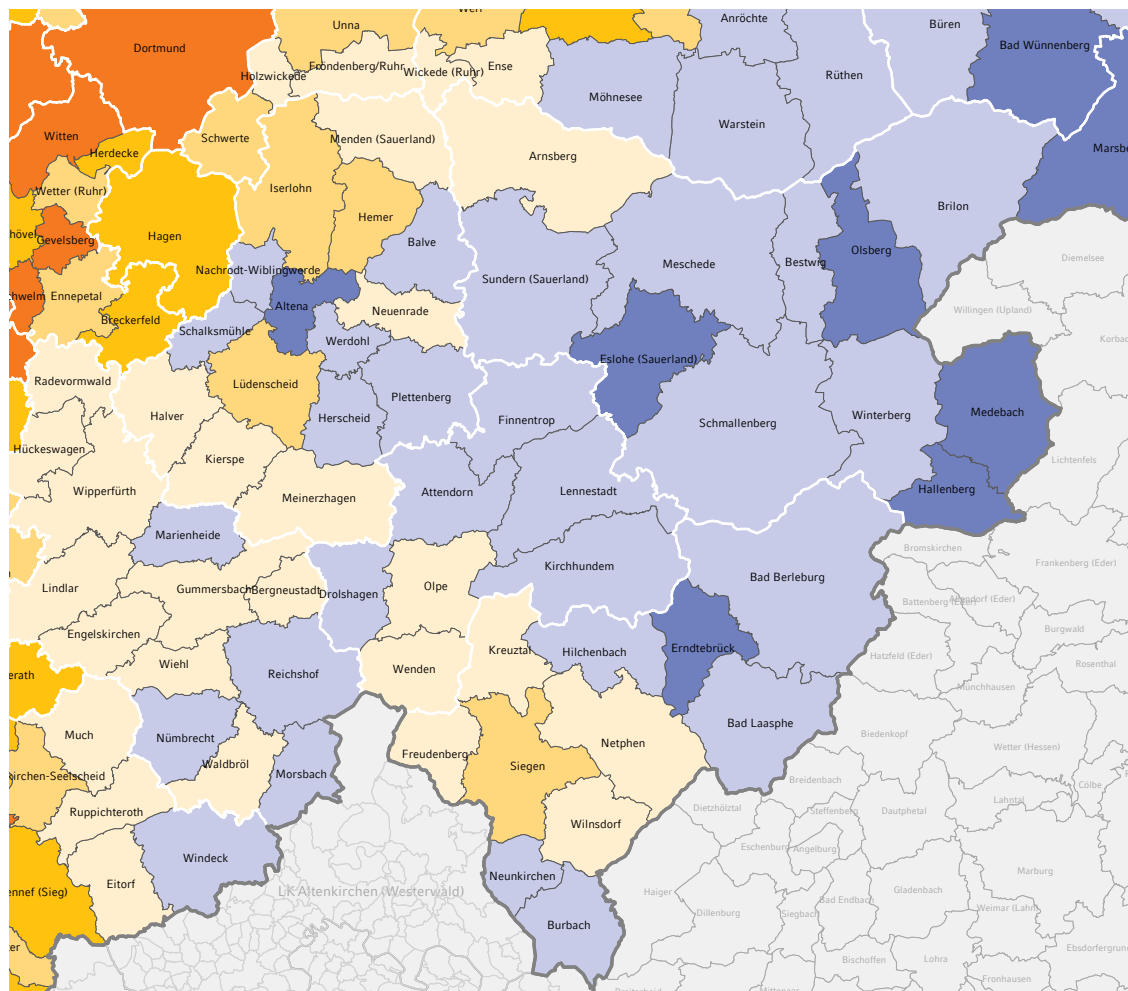 Anröchte
Büren
Unna
Dortmund
Bad Wünnenberg
Fröndenberg/Ruhr
Wickede (Ruhr)
Ense
Holzwickede
Rüthen
Möhnesee
Warstein
Witten
Schwerte
Menden (Sauerland)
Herdecke
Arnsberg
Wetter (Ruhr)
Iserlohn
Brilon
Hemer
Hagen
Gevelsberg
Balve
Olsberg
Diemelsee
Bestwig
Meschede
Nachrodt-Wiblingwerde
Sundern (Sauerland)
Ennepetal
Altena
Neuenrade
Willingen (Upland)
Breckerfeld
Schalksmühle
Werdohl
Eslohe (Sauerland)
Radevormwald
Lüdenscheid
Plettenberg
Medebach
Halver
Herscheid
Finnentrop
Schmallenberg
Winterberg
Hückeswagen
Kierspe
Lichtenfels
Wipperfürth
Meinerzhagen
Attendorn
Lennestadt
Hallenberg
Marienheide
Bromskirchen
Kirchhundem
Frankenberg (Eder)
Bad Berleburg
Lindlar
Gummersbach
Bergneustadt
Drolshagen
Olpe
Battenberg (Eder)
Allendorf (Eder)
Engelskirchen
Burgwald
Wiehl
Kreuztal
Hilchenbach
Erndtebrück
Hatzfeld (Eder)
Rosenthal
Reichshof
Wenden
Münchhausen
Bad Laasphe
Much
Nümbrecht
Biedenkopf
Netphen
Wetter (Hessen)
Freudenberg
Waldbröl
Siegen
Morsbach
Breidenbach
Cölbe
Lahntal
Ruppichteroth
Dietzhölztal
Steffenberg
Dautphetal
Wilnsdorf
Eschenburg
Angelburg
Windeck
Marburg
Neunkirchen
Eitorf
LK Altenkirchen (Westerwald)
Haiger
Gladenbach
Bad Endbach
Dillenburg
Siegbach
Weimar (Lahn)
Burbach
Bischoffen
Lohra
Fronhausen